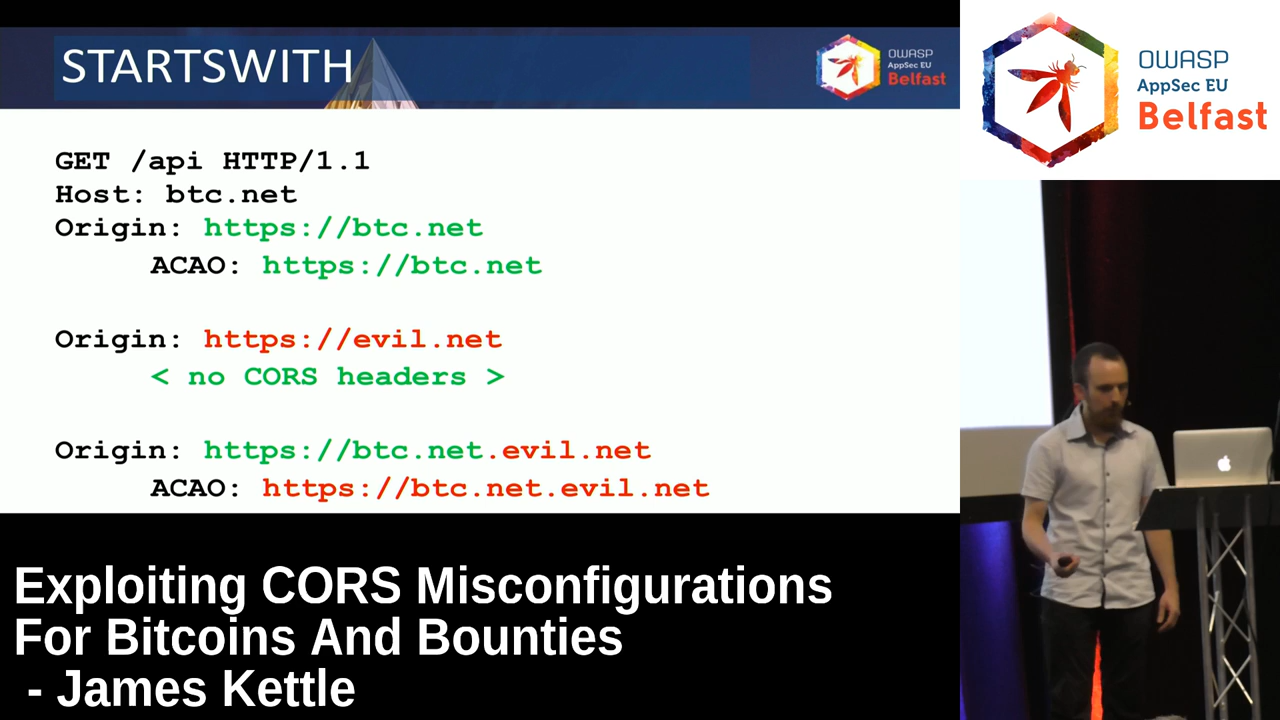 STARTSWITH
OWASP
AppSec EU
Belfast
GET /api HTTP/1.1
Host: btc.net
Origin: https://btc.net
ACAO: https://btc.net
Origin: https://evil.net
< no CORS headers >
Origin: https://btc.net.evil.net
ACAO: https://btc.net.evil.net
OWASP
AppSec EU
Belfast
Exploiting CORS Misconfigurations
For Bitcoins And Bounties
- James Kettle